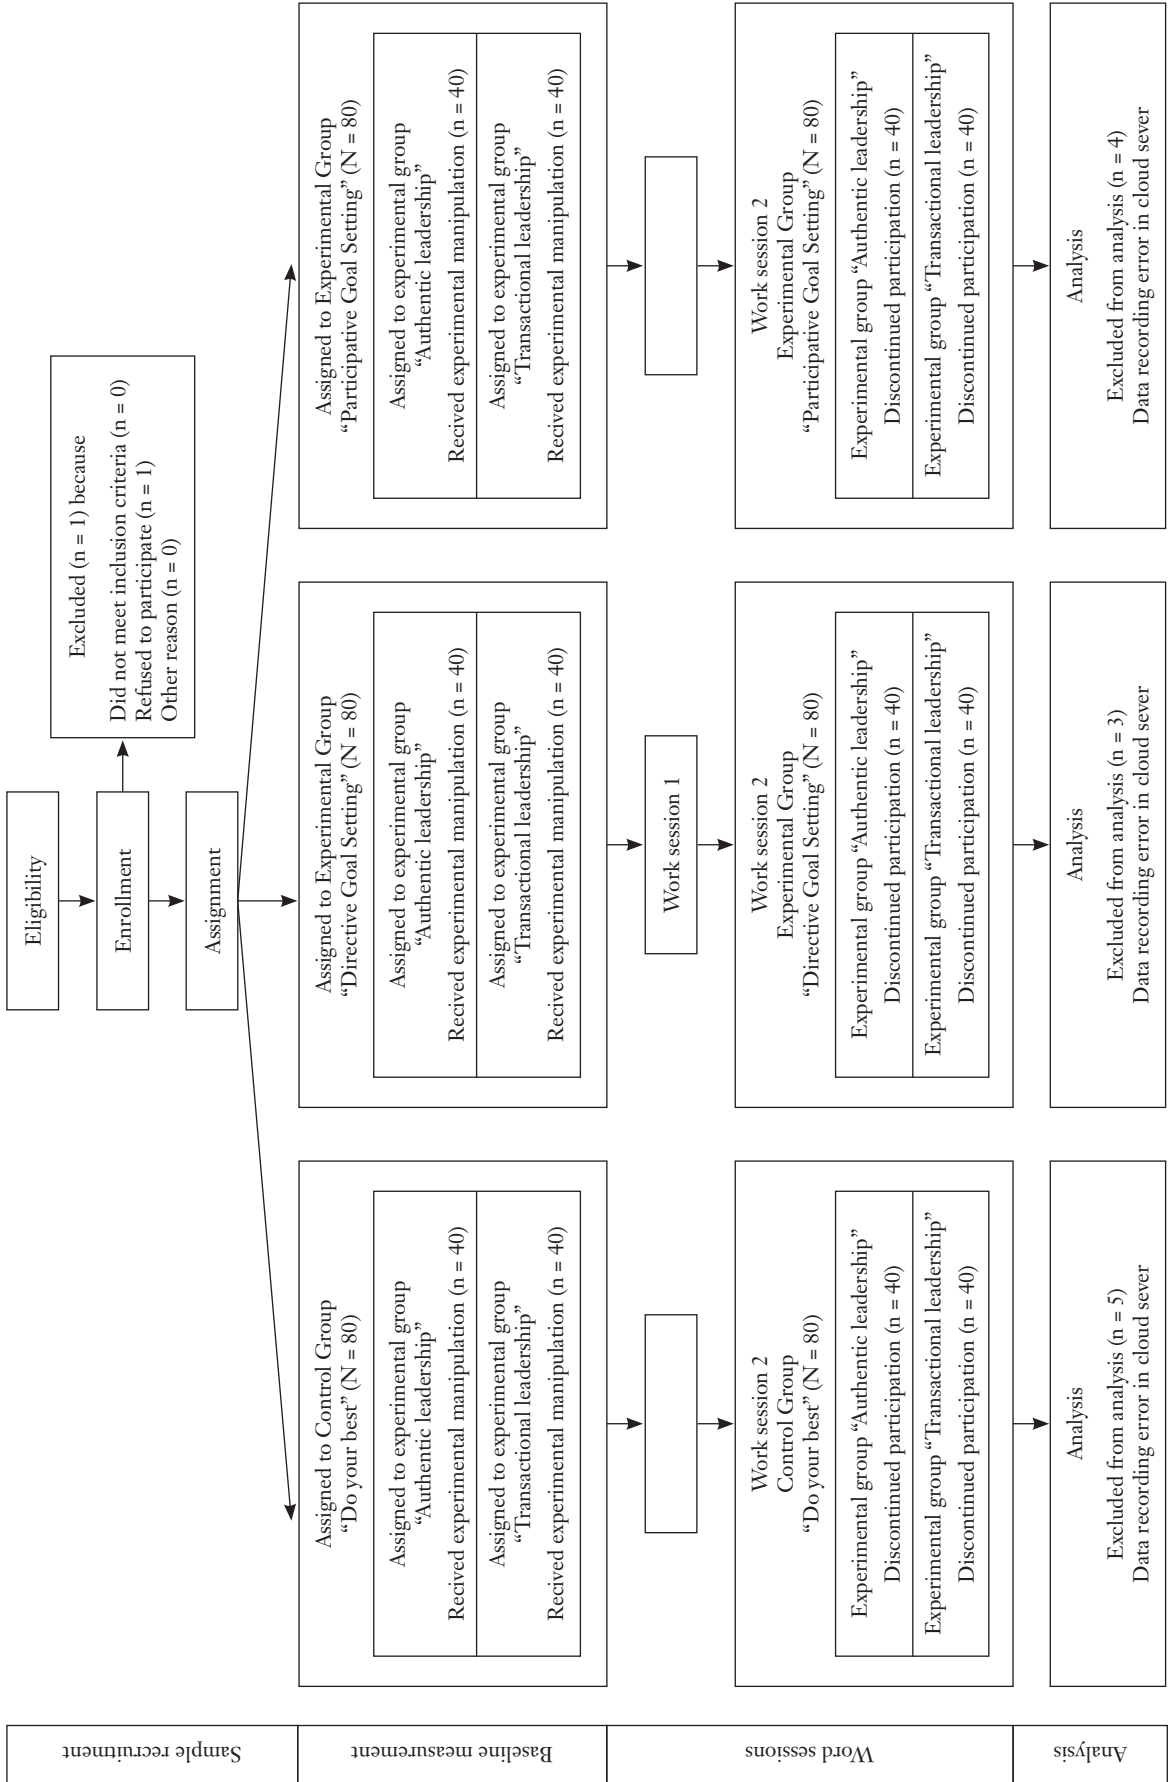 Sample recruitment
Eligibility
Enrollment
Assignment
Excluded (n = 1) because
Did not meet inclusion criteria (n = 0)
Refused to participate (n = 1)
Other reason (n = 0)
Baseline measurement
Assigned to Control Group
“Do your best” (N = 80)
Assigned to experimental group
“Authentic leadership”
Recived experimental manipulation (n = 40)
Assigned to experimental group
“Transactional leadership”
Recived experimental manipulation (n = 40)
Assigned to Experimental Group
“Directive Goal Setting” (N = 80)
Assigned to experimental group
“Authentic leadership”
Recived experimental manipulation (n = 40)
Assigned to experimental group
“Transactional leadership”
Recived experimental manipulation (n = 40)
Assigned to Experimental Group
“Participative Goal Setting” (N = 80)
Assigned to experimental group
“Authentic leadership”
Recived experimental manipulation (n = 40)
Assigned to experimental group
“Transactional leadership”
Recived experimental manipulation (n = 40)
Word sessions
Work session 1
Work session 2
Control Group
“Do your best” (N = 80)
Experimental group “Authentic leadership”
Discontinued participation (n = 40)
Experimental group “Transactional leadership”
Discontinued participation (n = 40)
Work session 2
Experimental Group
“Directive Goal Setting” (N = 80)
Experimental group “Authentic leadership”
Discontinued participation (n = 40)
Experimental group “Transactional leadership”
Discontinued participation (n = 40)
Work session 2
Experimental Group
“Participative Goal Setting” (N = 80)
Experimental group “Authentic leadership”
Discontinued participation (n = 40)
Experimental group “Transactional leadership”
Discontinued participation (n = 40)
Analysis
Analysis
Excluded from analysis (n = 5)
Data recording error in cloud sever
Analysis
Excluded from analysis (n = 3)
Data recording error in cloud sever
Analysis
Excluded from analysis (n = 4)
Data recording error in cloud sever